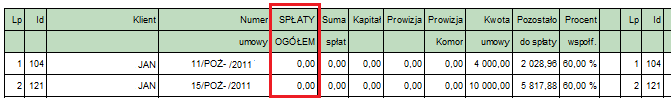 Lp Id Klient Numer SPŁATY Suma Kapitał Prowizja Prowizja Kwota Pozostało Procent Lp Id
umowy OGÓŁEM spłat Komor umowy do spłaty współf.
1 104 JAN 11/POŻ- /2011 0,00 0,00 0,00 0,00 0,00 4 000,00 2 028,96 60,00 % 1 104
2 121 JAN 15/POŻ- /2011 0,00 0,00 0,00 0,00 0,00 10 000,00 5 817,88 60,00 % 2 121